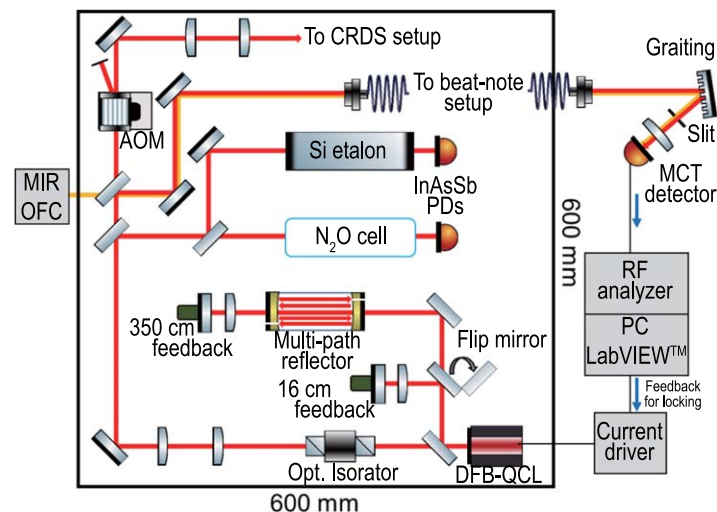 To CRDS setup
Graiting
To beat-note
setup
Slit
AOM
MCT
detector
Si etalon
MIR
OFC
InAsSb
PDs
N₂O cell
600 mm
RF
analyzer
350 cm
feedback
Multi-path
reflector
Flip mirror
PC
LabVIEW™
16 cm
feedback
Feedback
for locking
Current
driver
Opt. Isorator
DFB-QCL
600 mm